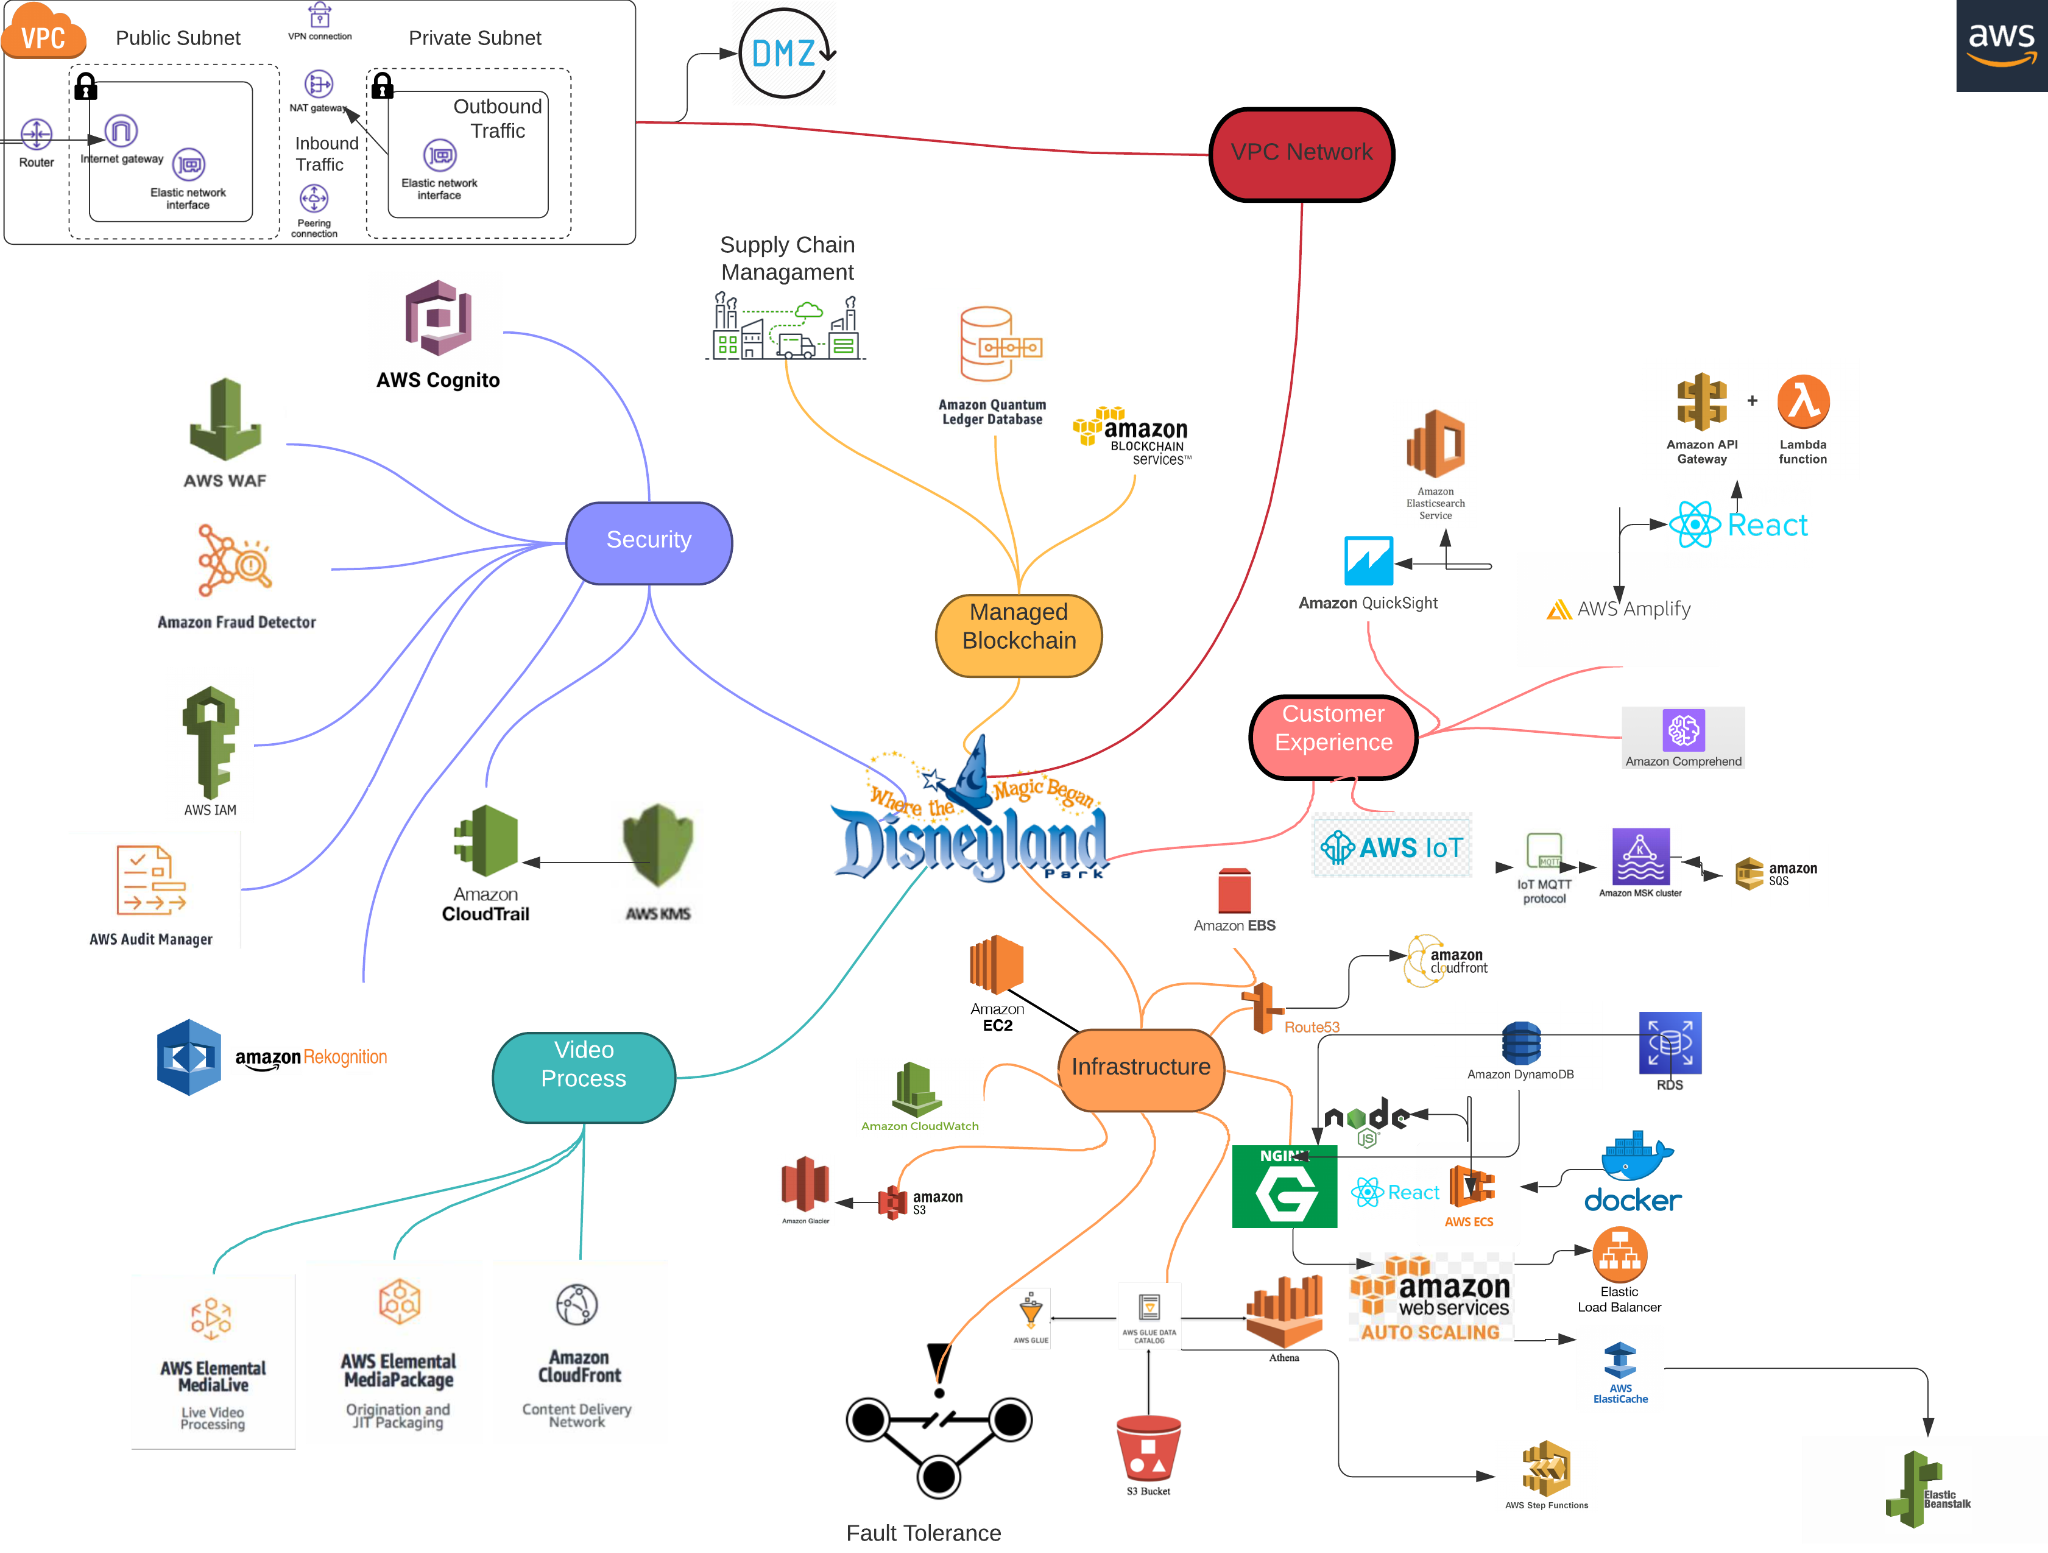 VPC
Public Subnet
VPN connection
Private Subnet
NAT gateway
Outbound
Traffic
Inbound
Traffic
Router
Internet gateway
Elastic network
interface
Elastic network
interface
Peering
connection
DMZ
aws
VPC Network
Supply Chain
Managament
AWS Cognito
Amazon Quantum
Ledger Database
amazon
BLOCKCHAIN
services™
AWS WAF
Amazon
Elasticsearch
Service
Amazon API
Gateway
+
Lambda
function
React
Security
Amazon Fraud Detector
Managed
Blockchain
Amazon QuickSight
AWS Amplify
Customer
Experience
Amazon Comprehend
AWS IAM
Where the Magic Began
Disneyland
Park
AWS IoT
MQTT
IoT MQTT
protocol
K
Amazon MSK cluster
amazon
SQS
Amazon
CloudTrail
AWS KMS
AWS Audit Manager
Amazon EBS
Amazon
EC2
amazon
cloudfront
Route53
amazon Rekognition
Video
Process
Infrastructure
Amazon DynamoDB
RDS
Amazon CloudWatch
node
JS
NGINX
G
React
AWS ECS
docker
Amazon Glacier
amazon
S3
amazon
web services
AUTO SCALING
Elastic
Load Balancer
AWS GLUE
AWS GLUE DATA
CATALOG
Athena
AWS
ElastiCache
AWS Elemental
MediaLive
Live Video
Processing
AWS Elemental
MediaPackage
Origination and
JIT Packaging
Amazon
CloudFront
Content Delivery
Network
S3 Bucket
AWS Step Functions
Elastic
Beanstalk
Fault Tolerance